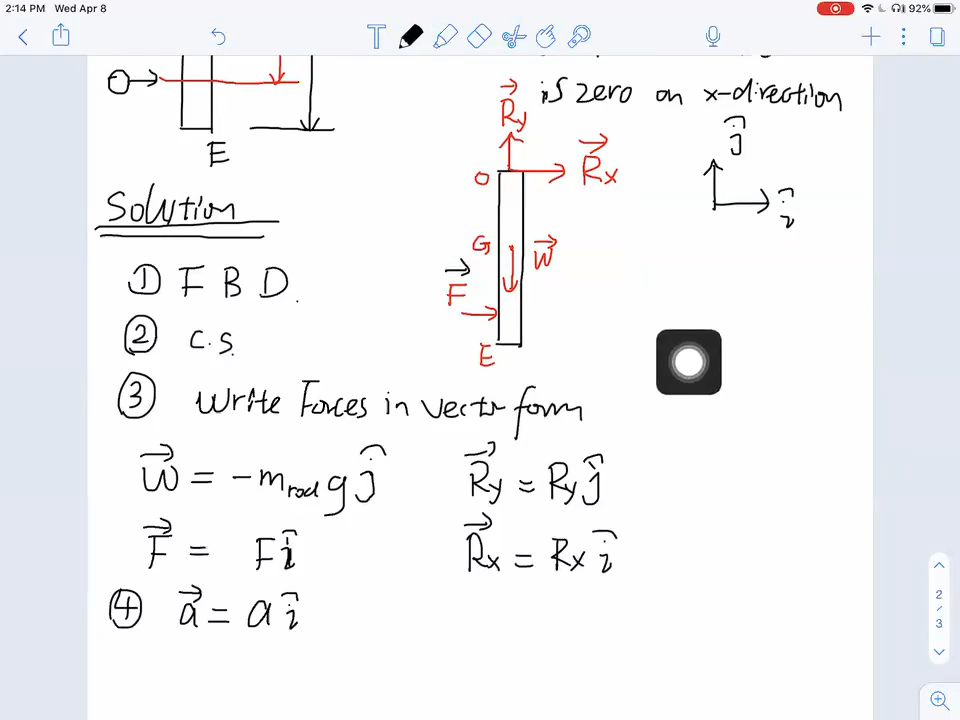 2:14 PM Wed Apr 8
92%
T
is zero on x-direction
E
R⃗y
R⃗x
O
ĵ
î
Solution
G
W⃗
F⃗
E
① F B D.
② C.S.
③ Write Forces in vector form
W⃗ = -m_rod g ĵ
R⃗y = Ry ĵ
F⃗ = F î
R⃗x = Rx î
④ a⃗ = a î
2
/
3